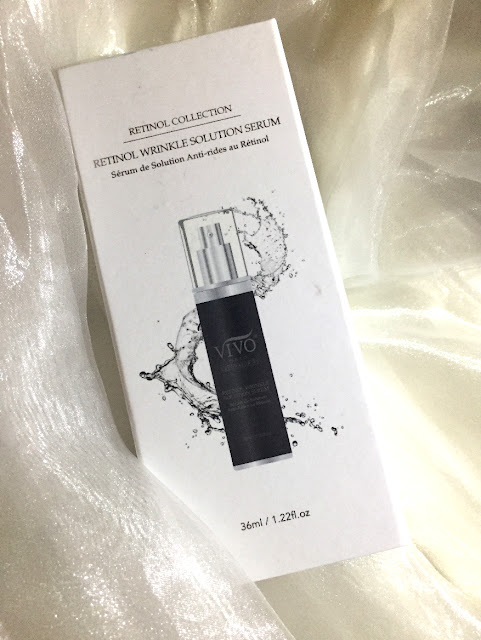 RETINOL COLLECTION
RETINOL WRINKLE SOLUTION SERUM
Sérum de Solution Anti-rides au Rétinol
VIVO
36ml / 1.22fl.oz